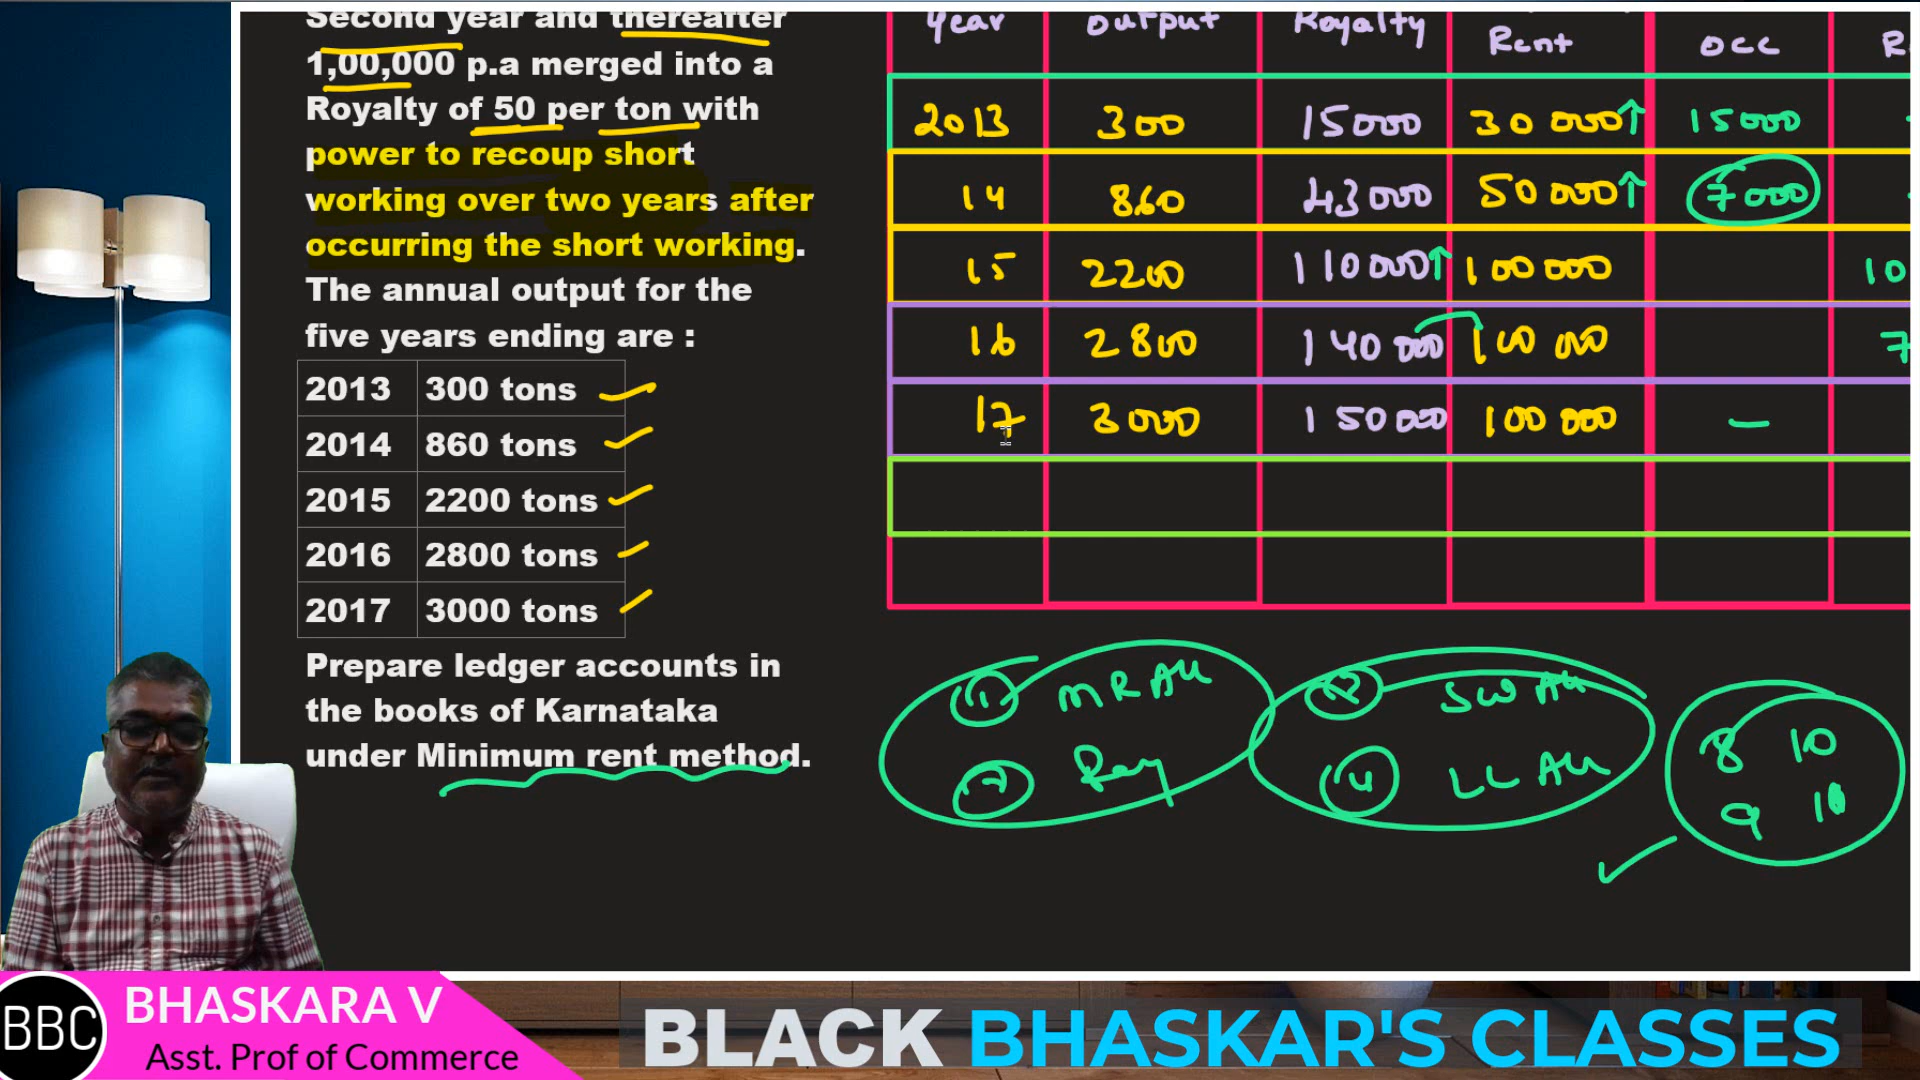 Second year and thereafter
1,00,000 p.a merged into a
Royalty of 50 per ton with
power to recoup short
working over two years after
occurring the short working.
The annual output for the
five years ending are :
2013 300 tons
2014 860 tons
2015 2200 tons
2016 2800 tons
2017 3000 tons
Prepare ledger accounts in
the books of Karnataka
under Minimum rent method.
Year output Royalty Rent OCC R
2013 300 15000 30000 15000
14 860 43000 50000 7000
15 2200 110000 100000 10
16 2800 140000 100000 7
17 3000 150000 100000 —
1 MR A/c
2 Roy
3 SW A/c
4 LL A/c
8 10
9 10
BBC
BHASKARA V
Asst. Prof of Commerce
BLACK BHASKAR'S CLASSES